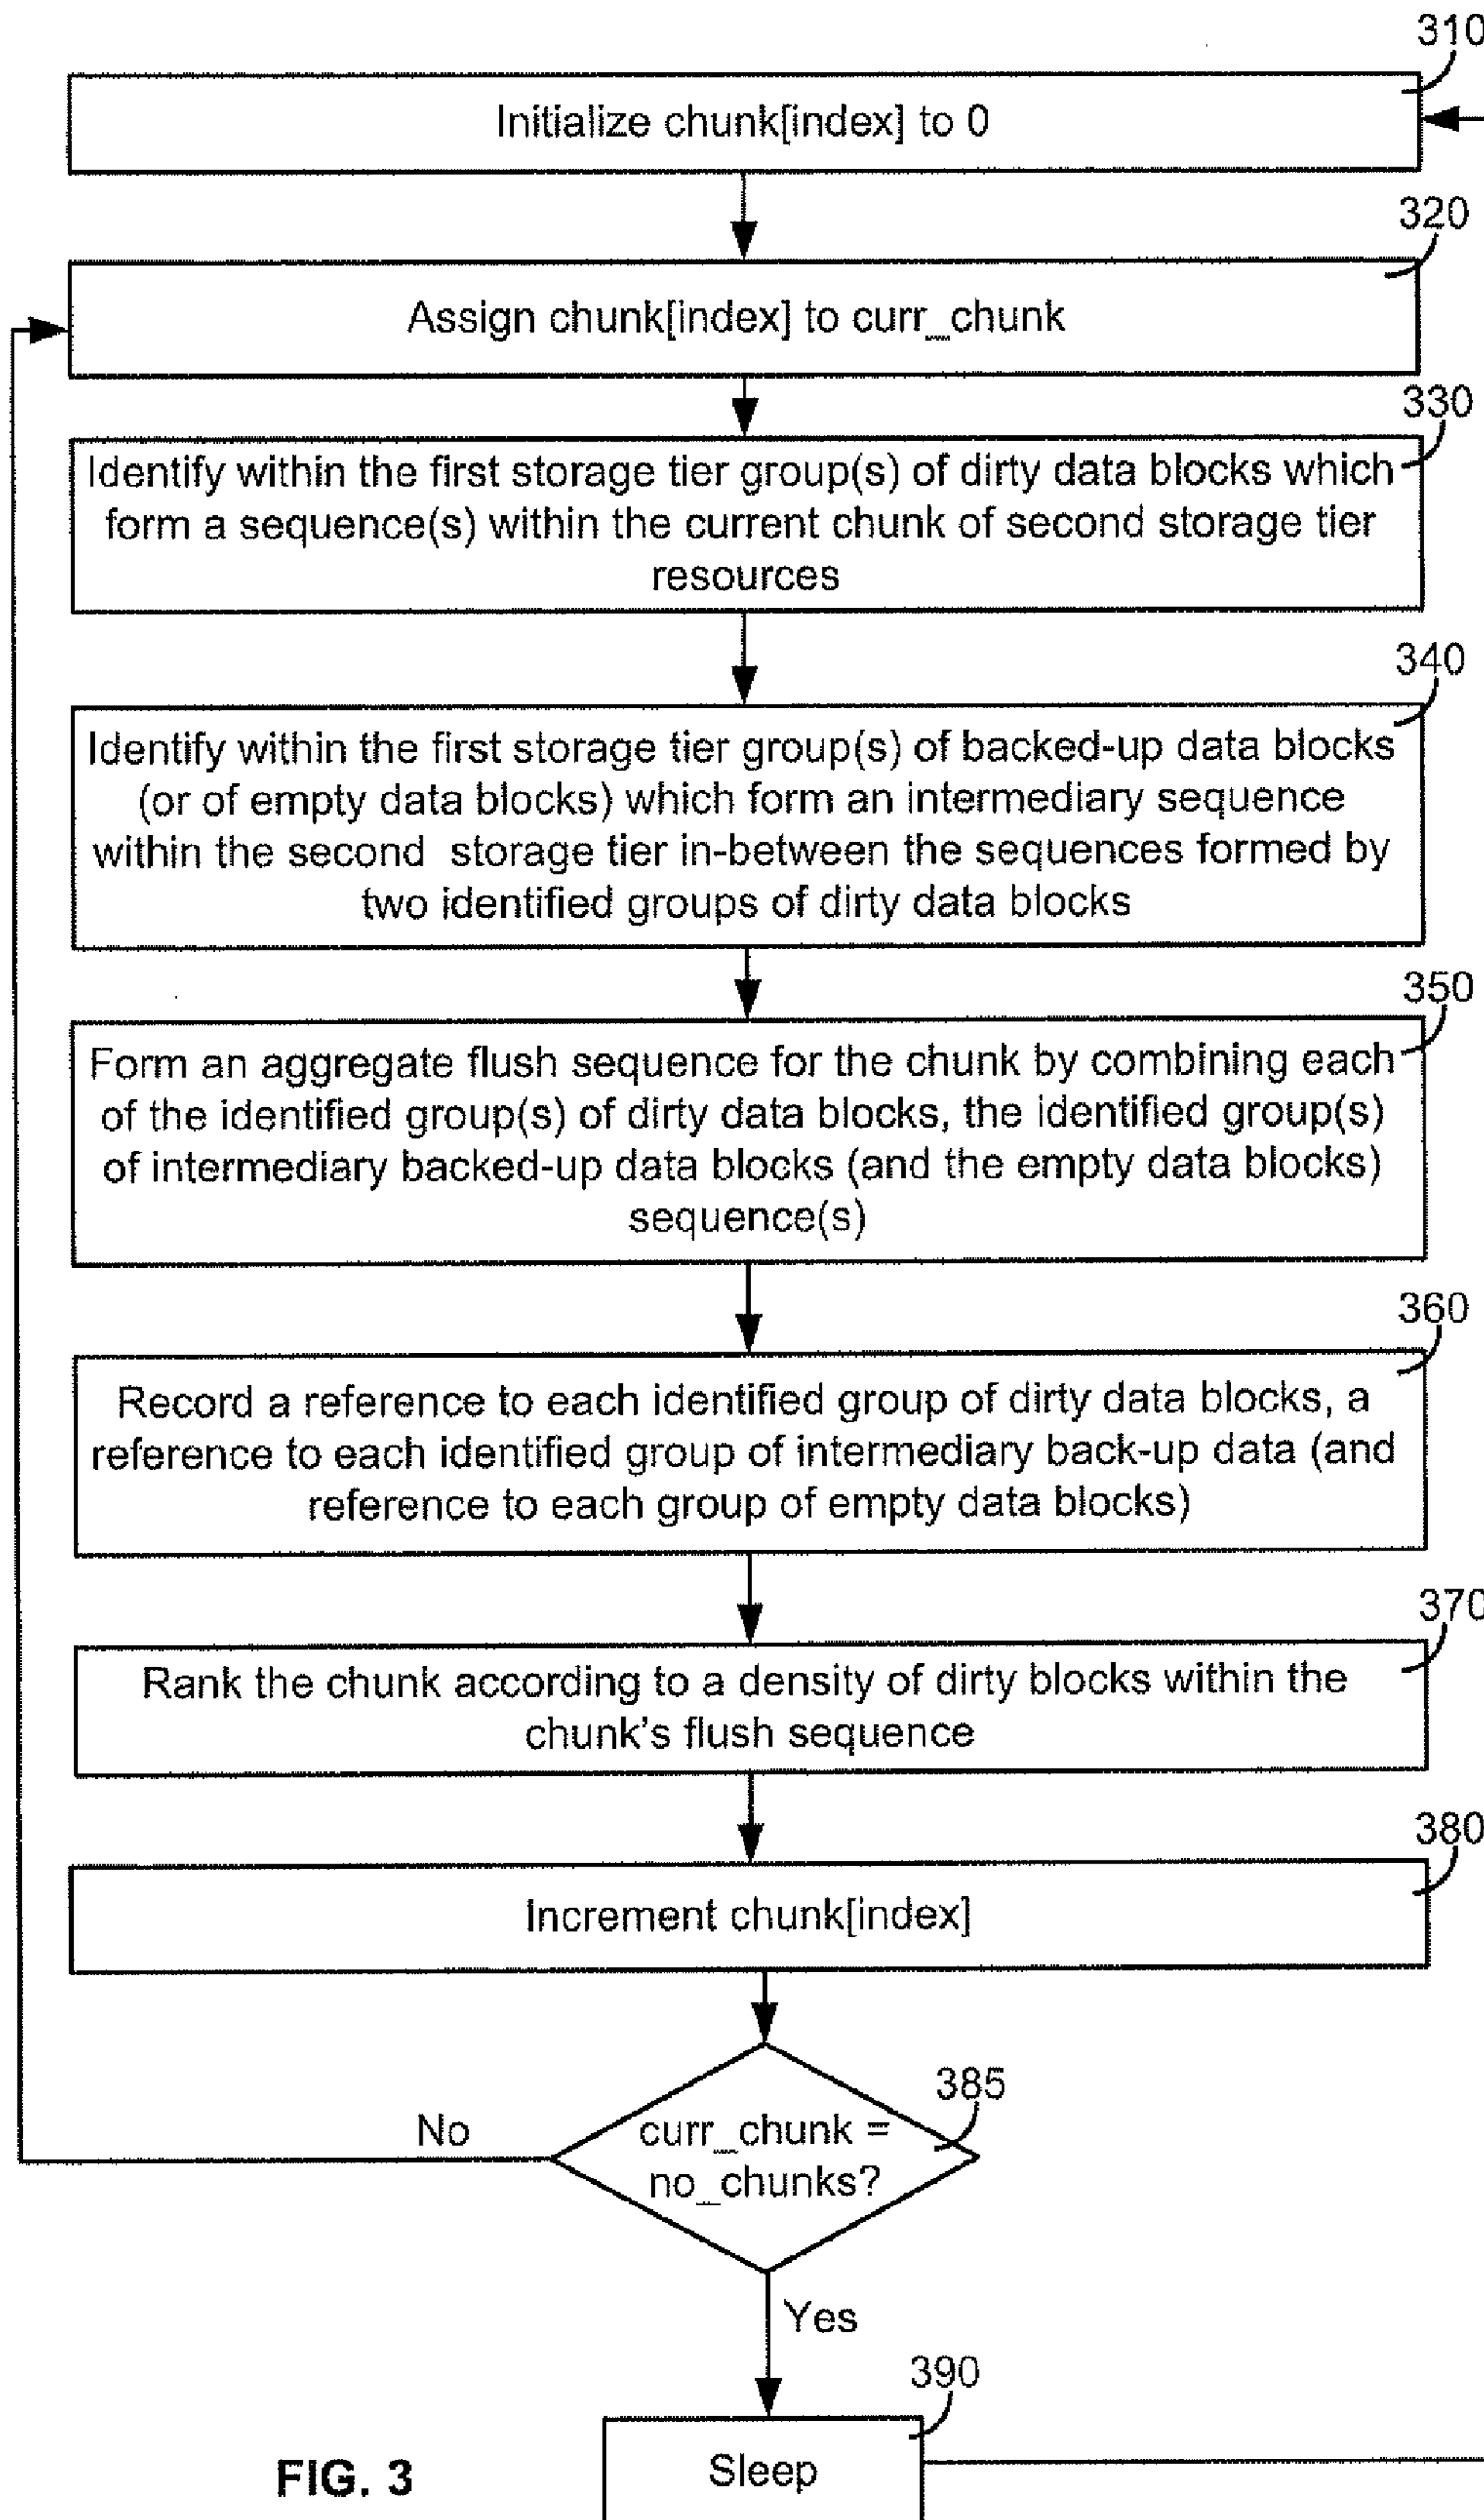 310
Initialize chunk[index] to 0
320
Assign chunk[index] to curr_chunk
330
Identify within the first storage tier group(s) of dirty data blocks which
form a sequence(s) within the current chunk of second storage tier
resources
340
Identify within the first storage tier group(s) of backed-up data blocks
(or of empty data blocks) which form an intermediary sequence
within the second storage tier in-between the sequences formed by
two identified groups of dirty data blocks
350
Form an aggregate flush sequence for the chunk by combining each
of the identified group(s) of dirty data blocks, the identified group(s)
of intermediary backed-up data blocks (and the empty data blocks)
sequence(s)
360
Record a reference to each identified group of dirty data blocks, a
reference to each identified group of intermediary back-up data (and
reference to each group of empty data blocks)
370
Rank the chunk according to a density of dirty blocks within the
chunk's flush sequence
380
Increment chunk[index]
385
No
curr_chunk =
no_chunks?
Yes
390
Sleep
FIG. 3